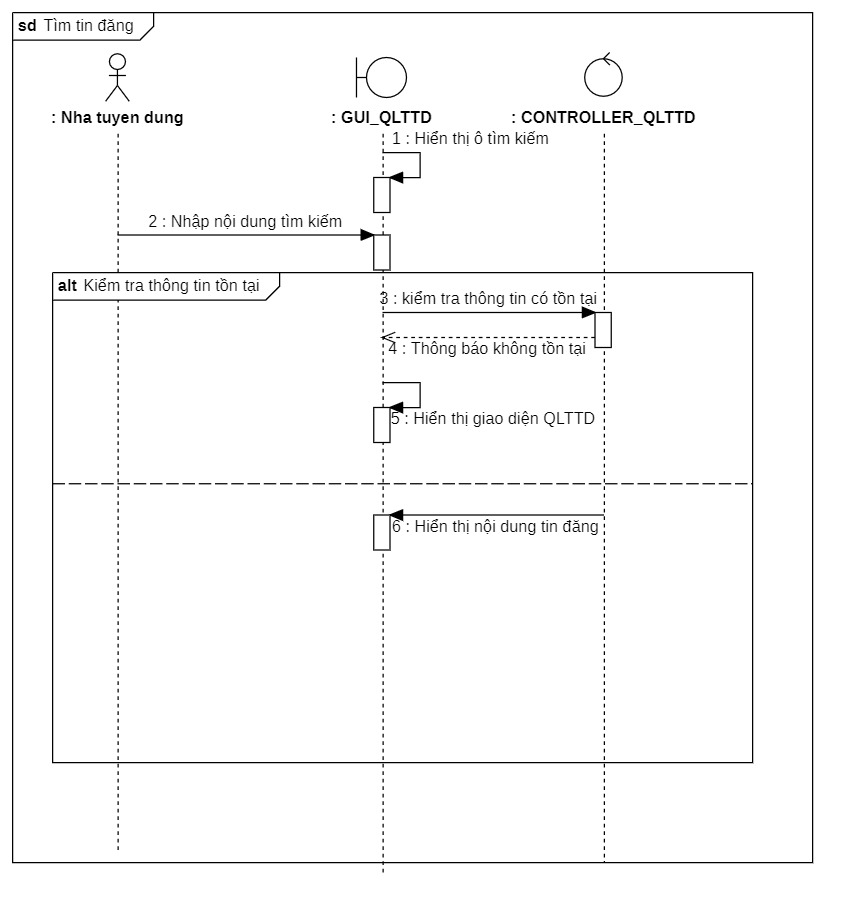 sd Tìm tin đăng
: Nha tuyen dung
: GUI_QLTTD
: CONTROLLER_QLTTD
1 : Hiển thị ô tìm kiếm
2 : Nhập nội dung tìm kiếm
alt Kiểm tra thông tin tồn tại
3 : kiểm tra thông tin có tồn tại
4 : Thông báo không tồn tại
5 : Hiển thị giao diện QLTTD
6 : Hiển thị nội dung tin đăng